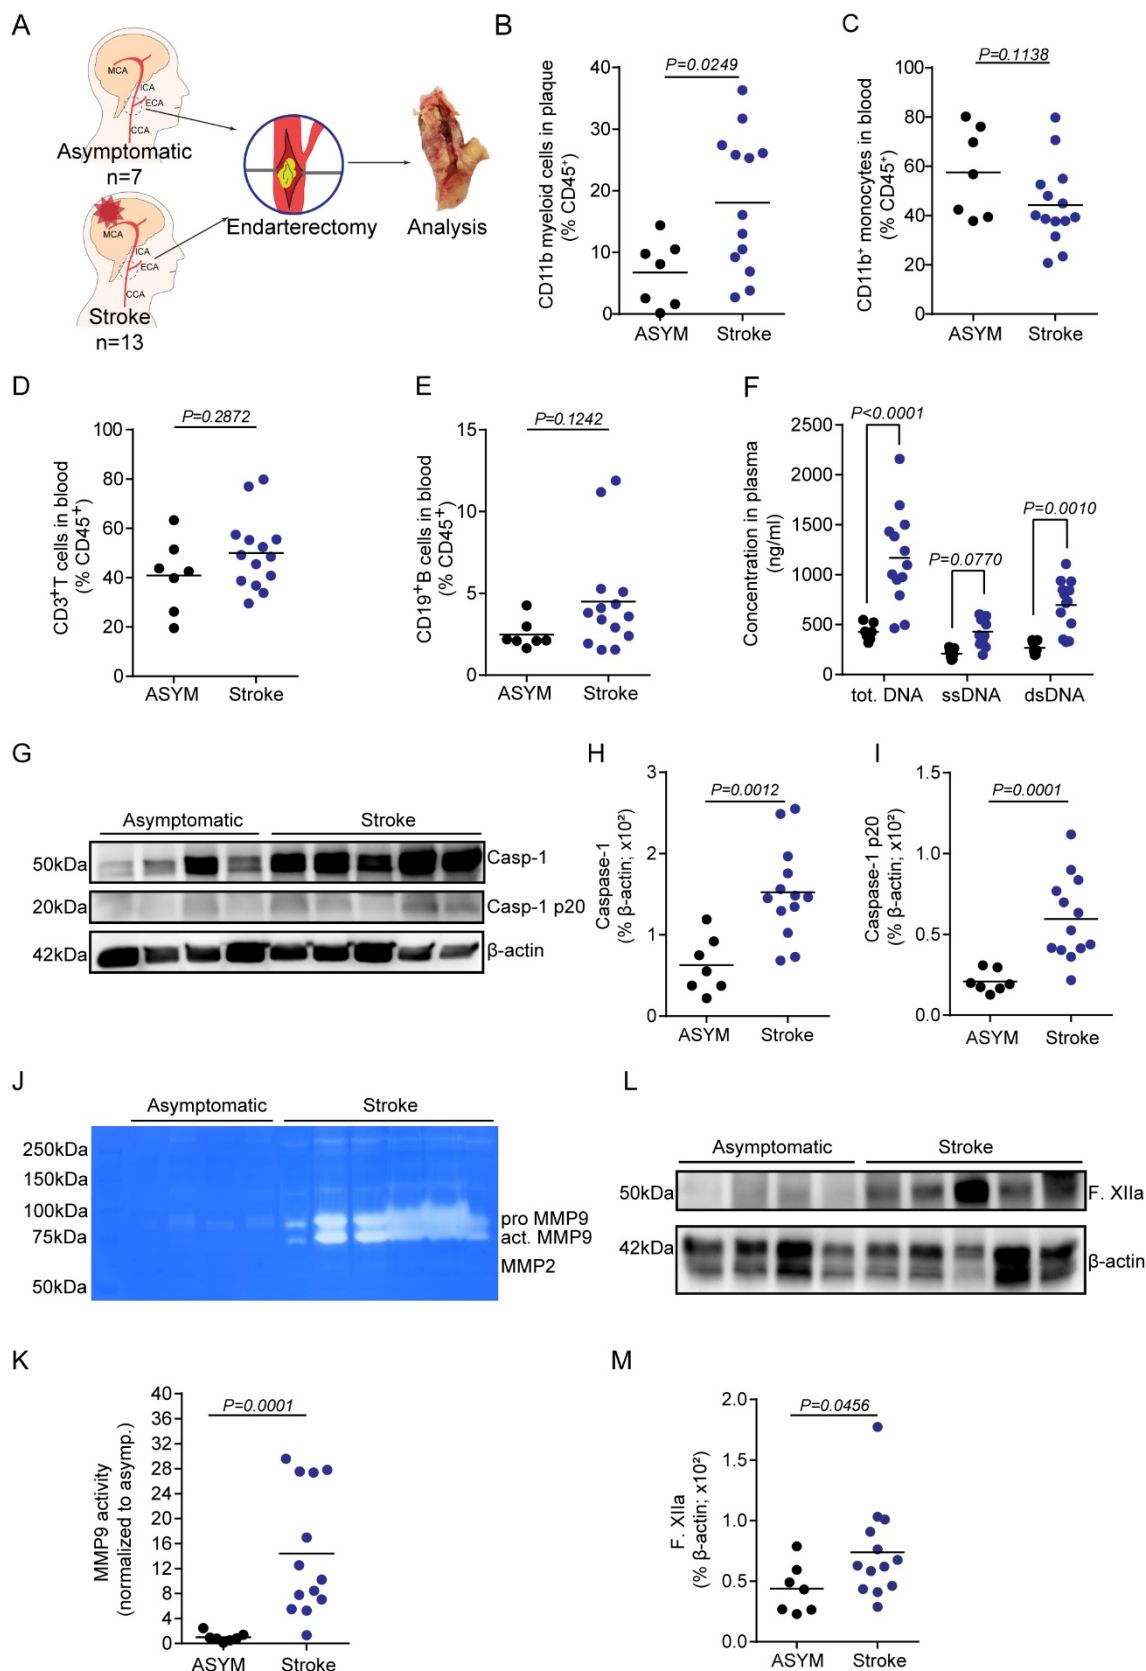 A
MCA
ICA
ECA
CCA
Asymptomatic
n=7
MCA
ICA
ECA
CCA
Stroke
n=13
Endarterectomy
Analysis
B
P=0.0249
CD11b myeloid cells in plaque
(% CD45⁺)
40
30
20
10
0
ASYM
Stroke
C
P=0.1138
CD11b⁺ monocytes in blood
(% CD45⁺)
100
80
60
40
20
0
ASYM
Stroke
D
P=0.2872
CD3⁺T cells in blood
(% CD45⁺)
100
80
60
40
20
0
ASYM
Stroke
E
P=0.1242
CD19⁺B cells in blood
(% CD45⁺)
15
10
5
0
ASYM
Stroke
F
P<0.0001
P=0.0770
P=0.0010
Concentration in plasma
(ng/ml)
2500
2000
1500
1000
500
0
tot. DNA
ssDNA
dsDNA
G
Asymptomatic
Stroke
50kDa
Casp-1
20kDa
Casp-1 p20
42kDa
β-actin
H
P=0.0012
Caspase-1
(% β-actin; x10²)
3
2
1
0
ASYM
Stroke
I
P=0.0001
Caspase-1 p20
(% β-actin; x10²)
1.5
1.0
0.5
0.0
ASYM
Stroke
J
Asymptomatic
Stroke
250kDa
150kDa
100kDa
75kDa
50kDa
pro MMP9
act. MMP9
MMP2
L
Asymptomatic
Stroke
50kDa
F. XIIa
42kDa
β-actin
K
P=0.0001
MMP9 activity
(normalized to asymp.)
40
36
32
28
24
20
16
12
8
4
0
ASYM
Stroke
M
P=0.0456
F. XIIa
(% β-actin; x10²)
2.0
1.5
1.0
0.5
0.0
ASYM
Stroke